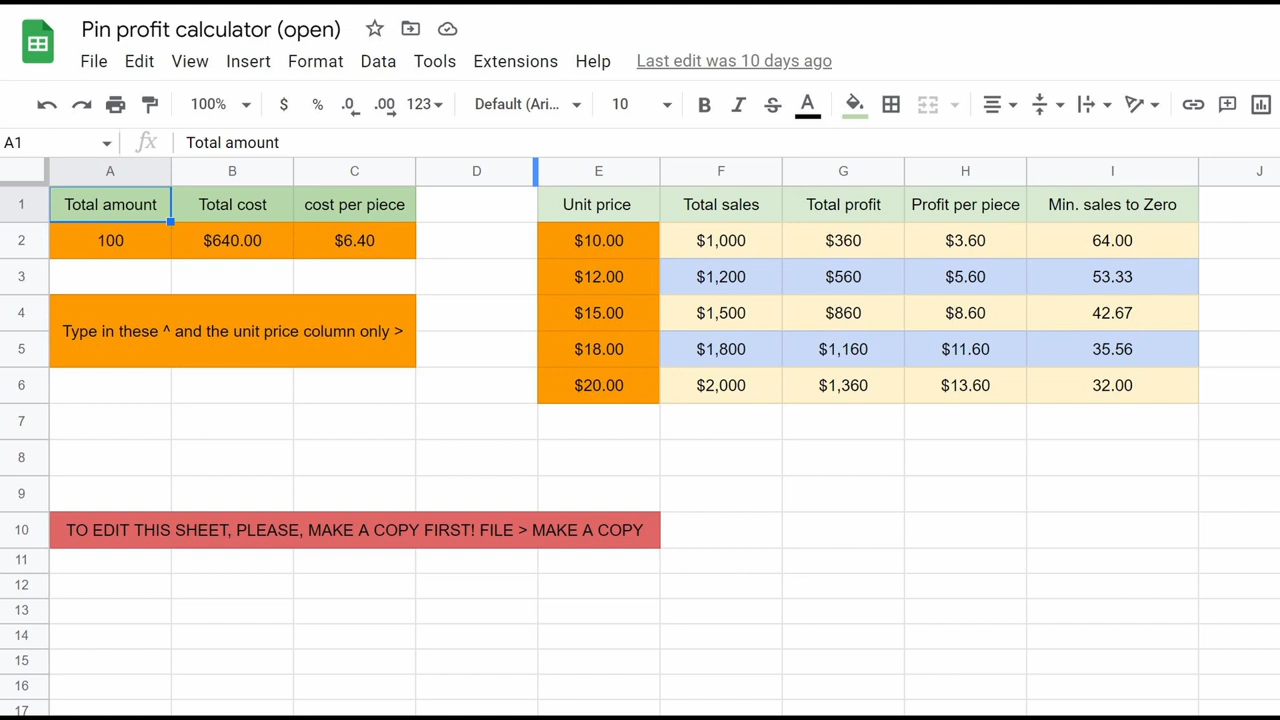 Pin profit calculator (open)
File Edit View Insert Format Data Tools Extensions Help Last edit was 10 days ago
100% $ % .0 .00 123 Default (Ari... 10 B I S A
A1 fx Total amount
A B C D E F G H I J
1 Total amount Total cost cost per piece Unit price Total sales Total profit Profit per piece Min. sales to Zero
2 100 $640.00 $6.40 $10.00 $1,000 $360 $3.60 64.00
3 $12.00 $1,200 $560 $5.60 53.33
4 $15.00 $1,500 $860 $8.60 42.67
Type in these ^ and the unit price column only >
5 $18.00 $1,800 $1,160 $11.60 35.56
6 $20.00 $2,000 $1,360 $13.60 32.00
7
8
9
10 TO EDIT THIS SHEET, PLEASE, MAKE A COPY FIRST! FILE > MAKE A COPY
11
12
13
14
15
16
17